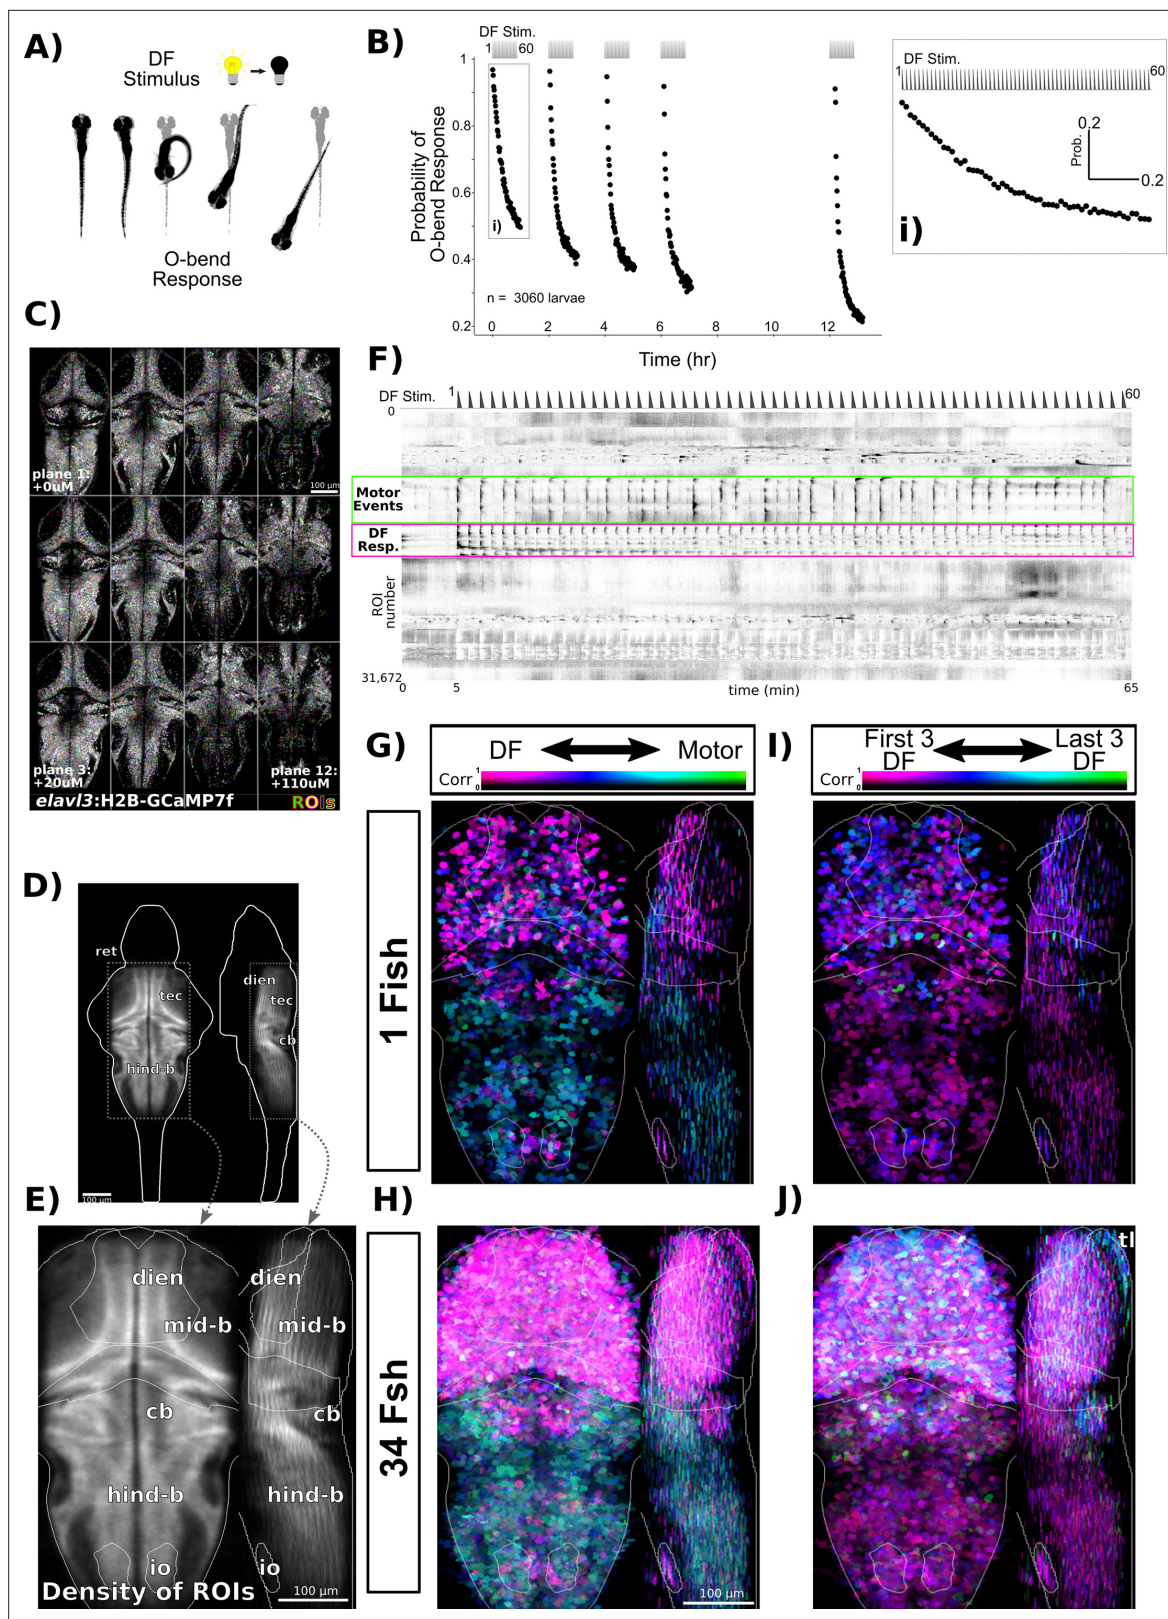 A)
DF
Stimulus
O-bend
Response
B)
DF Stim.
1 60
Probability of
O-bend Response
1
0.8
0.6
0.4
0.2
i)
n = 3060 larvae
0 2 4 6 8 10 12
Time (hr)
DF Stim.
1 60
0.2
Prob.
0.2
i)
C)
plane 1:
+0uM
100 µm
plane 3:
+20uM
plane 12:
+110uM
elavl3:H2B-GCaMP7f
ROIs
D)
ret
tec
hind-b
dien
tec
cb
100 µm
E)
dien
mid-b
cb
hind-b
io
dien
mid-b
cb
hind-b
io
Density of ROIs
100 µm
F)
DF Stim.
1 60
0
Motor
Events
DF
Resp.
ROI
number
31,672
0 5 65
time (min)
G)
DF Motor
Corr 1
0
1 Fish
H)
34 Fsh
100 µm
I)
First 3
DF
Last 3
DF
Corr 1
0
J)
tl